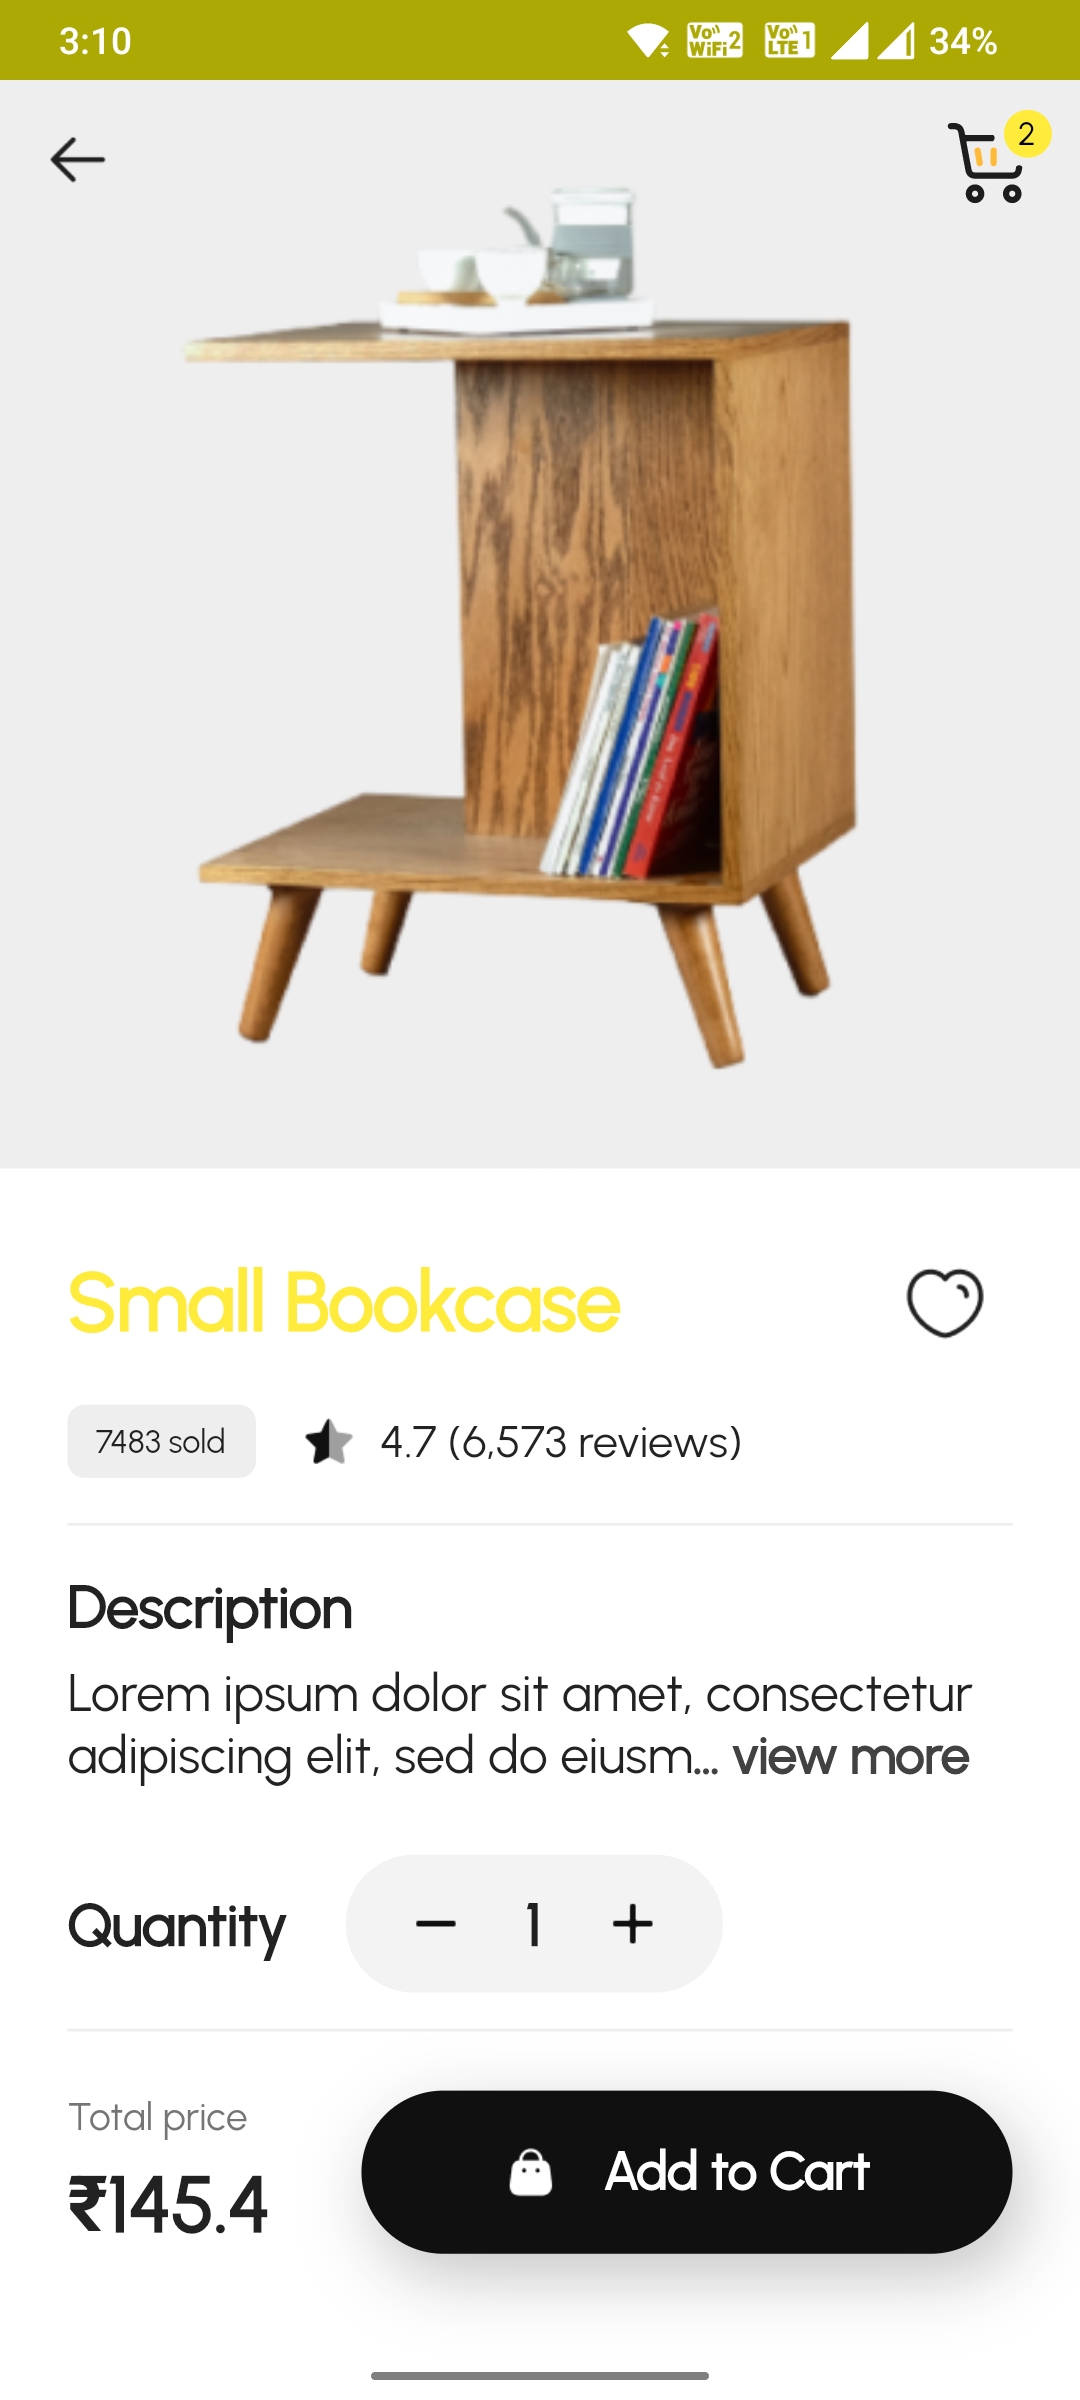 3:10
Vo)) WiFi 2
Vo)) LTE 1
34%
2
Small Bookcase
7483 sold
4.7 (6,573 reviews)
Description
Lorem ipsum dolor sit amet, consectetur
adipiscing elit, sed do eiusm... view more
Quantity
1
Total price
₹145.4
Add to Cart